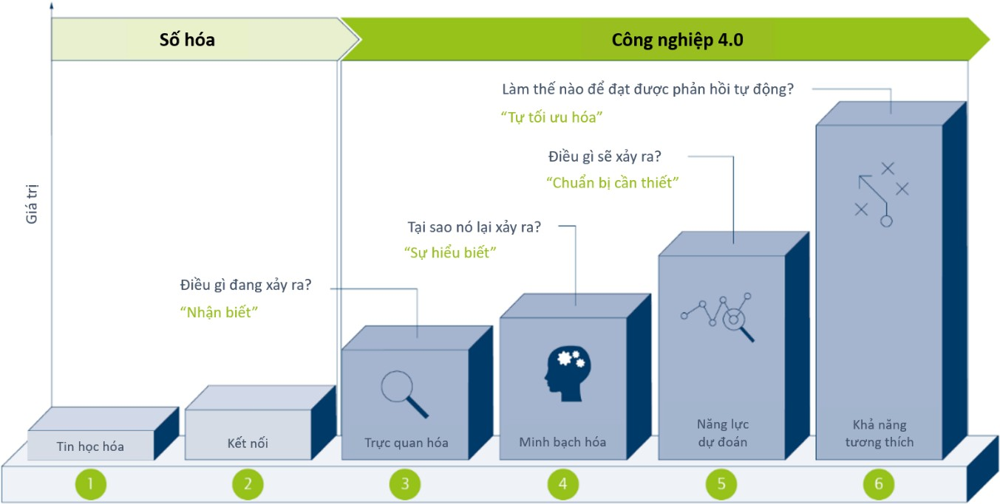 Số hóa
Công nghiệp 4.0
Giá trị
Làm thế nào để đạt được phản hồi tự động?
“Tự tối ưu hóa”
Điều gì sẽ xảy ra?
“Chuẩn bị cần thiết”
Tại sao nó lại xảy ra?
“Sự hiểu biết”
Điều gì đang xảy ra?
“Nhận biết”
Tin học hóa
Kết nối
Trực quan hóa
Minh bạch hóa
Năng lực
dự đoán
Khả năng
tương thích
1
2
3
4
5
6